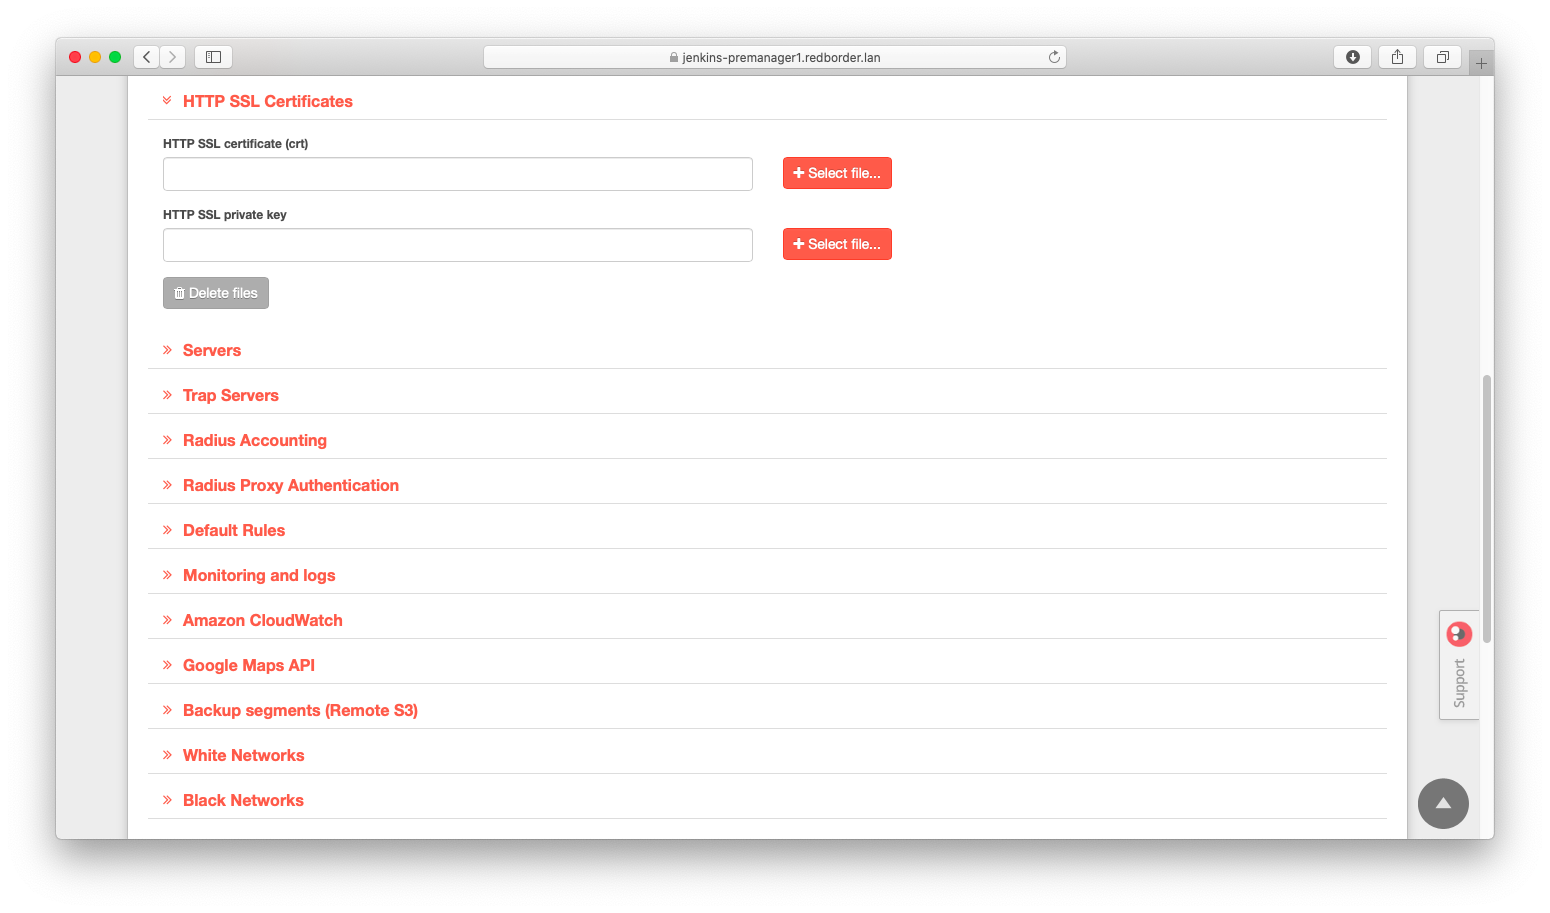 jenkins-premanager1.redborder.lan
HTTP SSL Certificates
HTTP SSL certificate (crt)
Select file...
HTTP SSL private key
Select file...
Delete files
Servers
Trap Servers
Radius Accounting
Radius Proxy Authentication
Default Rules
Monitoring and logs
Amazon CloudWatch
Google Maps API
Backup segments (Remote S3)
White Networks
Black Networks
Support